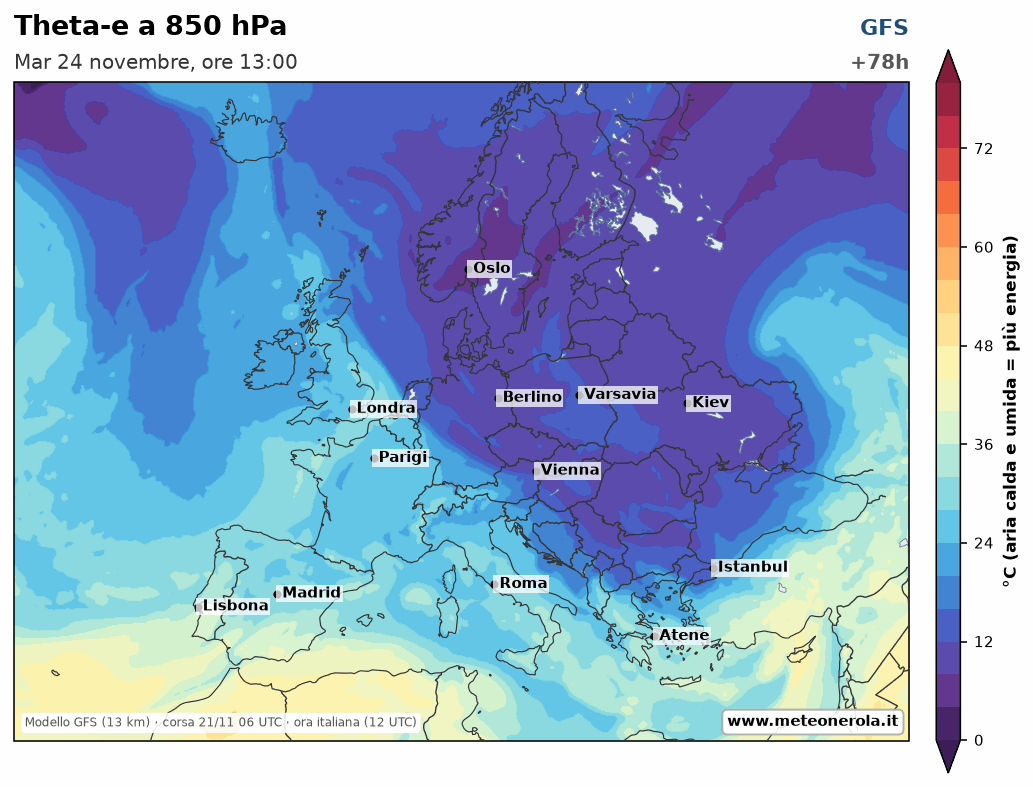 Theta-e a 850 hPa
GFS
Mar 24 novembre, ore 13:00
+78h
72
60
48
36
24
12
0
°C (aria calda e umida = più energia)
Oslo
Berlino
Varsavia
Kiev
Londra
Parigi
Vienna
Istanbul
Roma
Madrid
Lisbona
Atene
Modello GFS (13 km) · corsa 21/11 06 UTC · ora italiana (12 UTC)
www.meteonerola.it